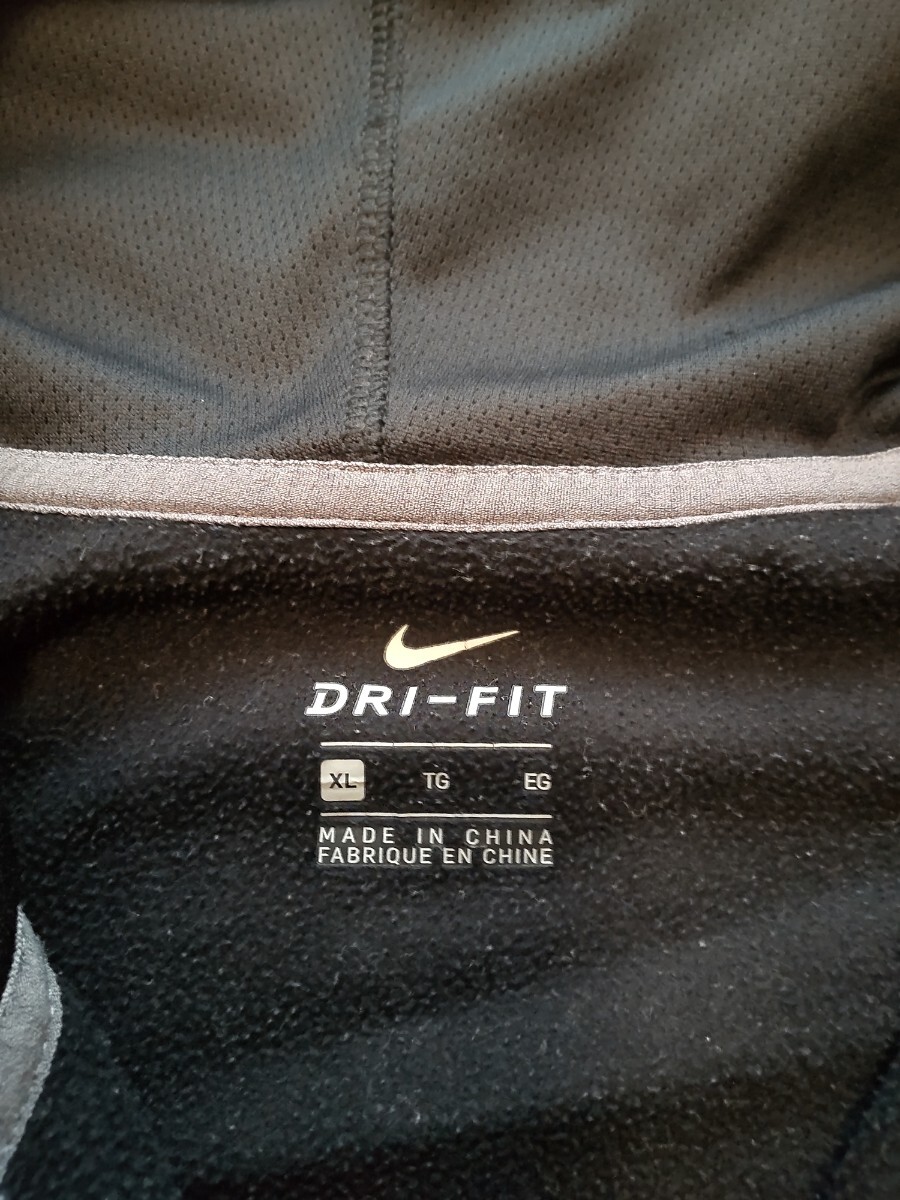 DRI-FIT
XL TG EG
MADE IN CHINA
FABRIQUE EN CHINE